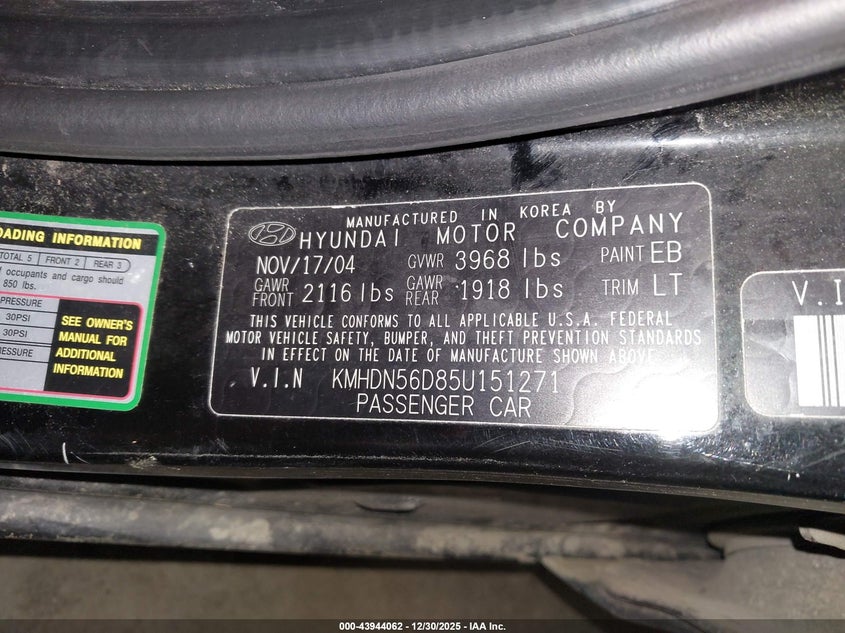 OADING INFORMATION
TOTAL 5 FRONT 2 REAR 3
occupants and cargo should
850 lbs.
PRESSURE
30PSI
30PSI
PRESSURE
SEE OWNER'S
MANUAL FOR
ADDITIONAL
INFORMATION
MANUFACTURED IN KOREA BY
HYUNDAI MOTOR COMPANY
NOV/17/04 GVWR 3968 lbs PAINT EB
GAWR FRONT 2116 lbs GAWR REAR 1918 lbs TRIM LT
THIS VEHICLE CONFORMS TO ALL APPLICABLE U.S.A. FEDERAL
MOTOR VEHICLE SAFETY, BUMPER, AND THEFT PREVENTION STANDARDS
IN EFFECT ON THE DATE OF MANUFACTURE SHOWN ABOVE.
V.I.N KMHDN56D85U151271
PASSENGER CAR
V.I
000-43944062 - 12/30/2025 - IAA Inc.